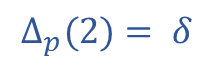 Δₚ(2) = δ